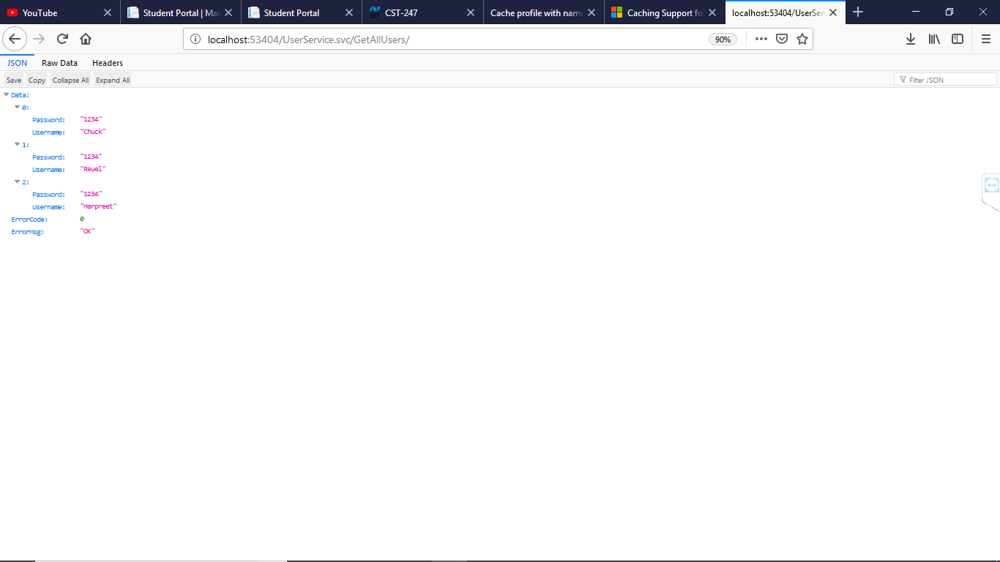 YouTube
Student Portal | Mai
Student Portal
CST-247
Cache profile with name
Caching Support fo
localhost:53404/UserSer
localhost:53404/UserService.svc/GetAllUsers/
90%
JSON Raw Data Headers
Save Copy Collapse All Expand All
Filter JSON
Data:
0:
Password: "1234"
Username: "Chuck"
1:
Password: "1234"
Username: "Reuel"
2:
Password: "1234"
Username: "Harpreet"
ErrorCode: 0
ErrorMsg: "OK"